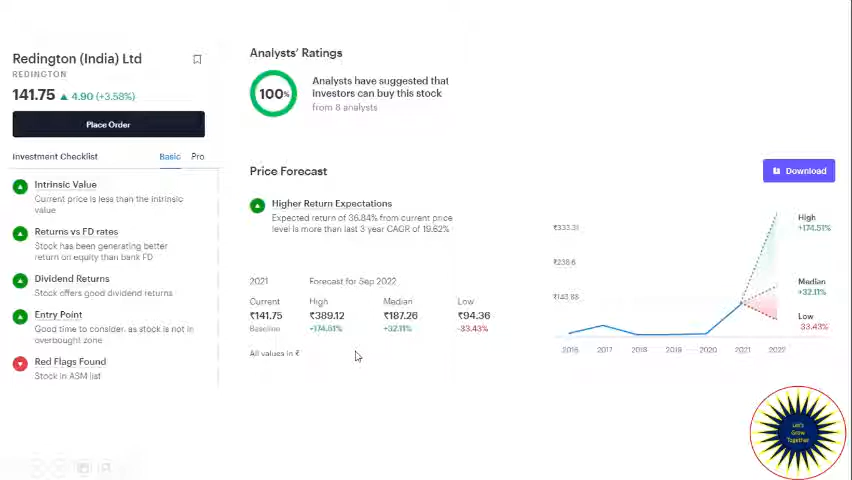 Redington (India) Ltd
REDINGTON
141.75 ▲ 4.90 (+3.58%)
Place Order
Investment Checklist Basic Pro
Intrinsic Value
Current price is less than the intrinsic
value
Returns vs FD rates
Stock has been generating better
return on equity than bank FD
Dividend Returns
Stock offers good dividend returns
Entry Point
Good time to consider, as stock is not in
overbought zone
Red Flags Found
Stock in ASM list
Analysts' Ratings
100%
Analysts have suggested that
investors can buy this stock
from 8 analysts
Price Forecast
Download
Higher Return Expectations
Expected return of 36.84% from current price
level is more than last 3 year CAGR of 19.62%
2021 Forecast for Sep 2022
Current High Median Low
₹141.75 ₹389.12 ₹187.26 ₹94.36
Baseline +174.51% +32.11% -33.43%
All values in ₹
₹333.31
₹238.6
₹143.88
High
+174.51%
Median
+32.11%
Low
-33.43%
2016 2017 2018 2019 2020 2021 2022
Let's
Grow
Together